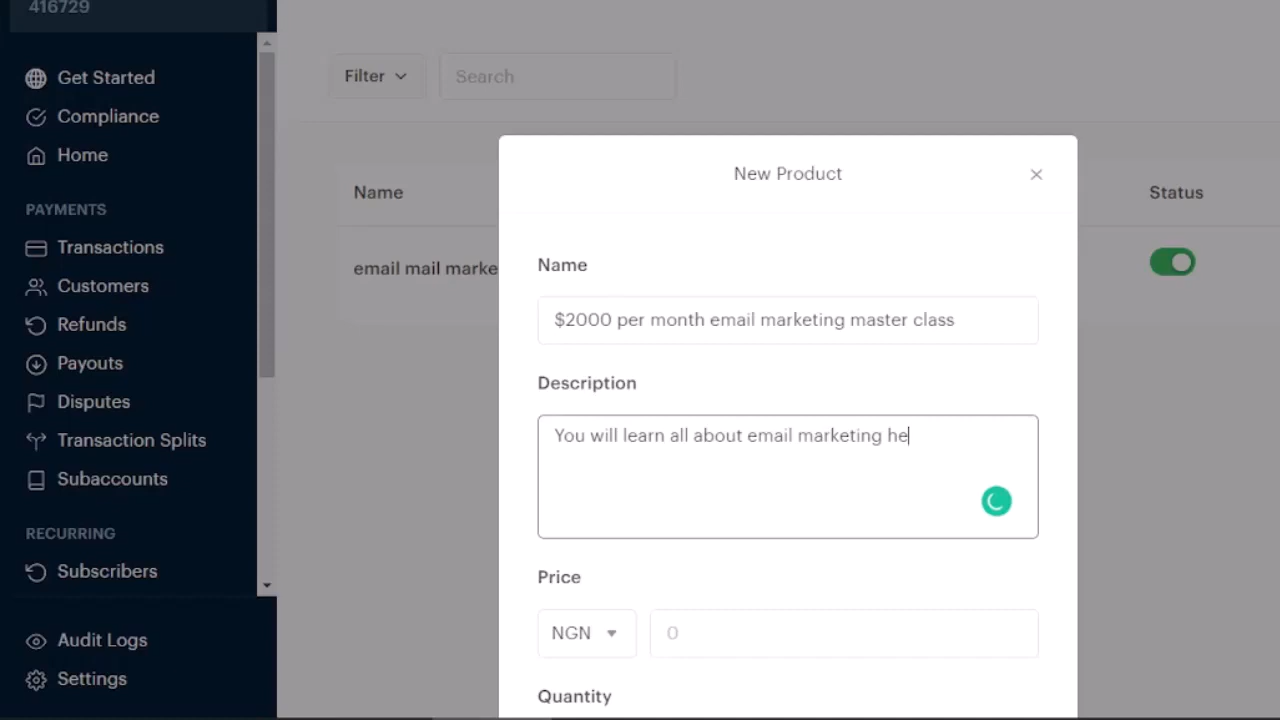 416729
Get Started
Compliance
Home
PAYMENTS
Transactions
Customers
Refunds
Payouts
Disputes
Transaction Splits
Subaccounts
RECURRING
Subscribers
Audit Logs
Settings
Filter
Search
Name
Status
email mail marke
New Product
Name
$2000 per month email marketing master class
Description
You will learn all about email marketing he
Price
NGN
0
Quantity